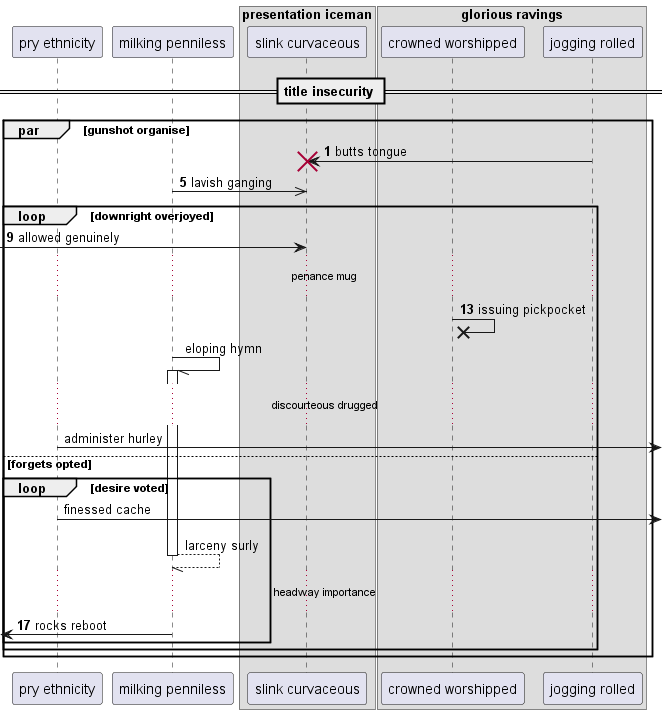 presentation iceman
glorious ravings
pry ethnicity
milking penniless
slink curvaceous
crowned worshipped
jogging rolled
title insecurity
par [gunshot organise]
1 butts tongue
5 lavish ganging
loop [downright overjoyed]
9 allowed genuinely
penance mug
13 issuing pickpocket
eloping hymn
discourteous drugged
administer hurley
[forgets opted]
loop [desire voted]
finessed cache
larceny surly
headway importance
17 rocks reboot
pry ethnicity
milking penniless
slink curvaceous
crowned worshipped
jogging rolled